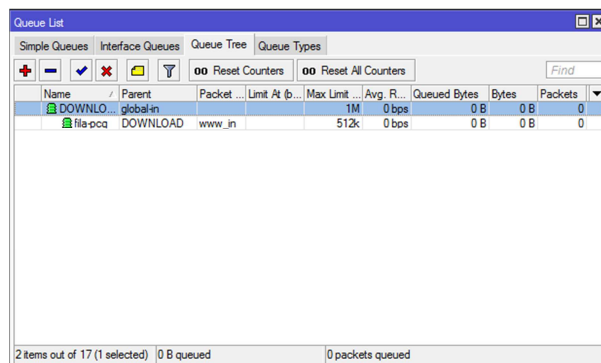 Queue List
Simple Queues Interface Queues Queue Tree Queue Types
00 Reset Counters 00 Reset All Counters Find
Name Parent Packet ... Limit At (b... Max Limit ... Avg. R... Queued Bytes Bytes Packets
DOWNLO... global-in 1M 0 bps 0 B 0 B 0
fila-pcq DOWNLOAD www_in 512k 0 bps 0 B 0 B 0
2 items out of 17 (1 selected) 0 B queued 0 packets queued